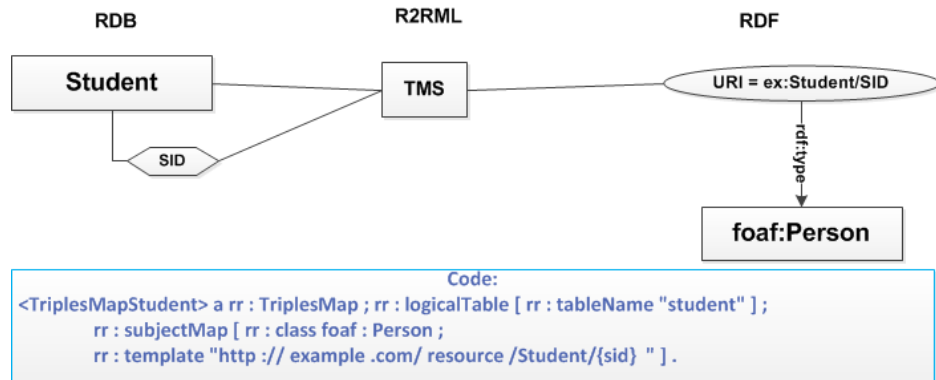 RDB
R2RML
RDF
Student
TMS
URI = ex:Student/SID
SID
rdf:type
foaf:Person
Code:
<TriplesMapStudent> a rr : TriplesMap ; rr : logicalTable [ rr : tableName "student" ] ;
rr : subjectMap [ rr : class foaf : Person ;
rr : template "http :// example .com/ resource /Student/{sid}  " ] .